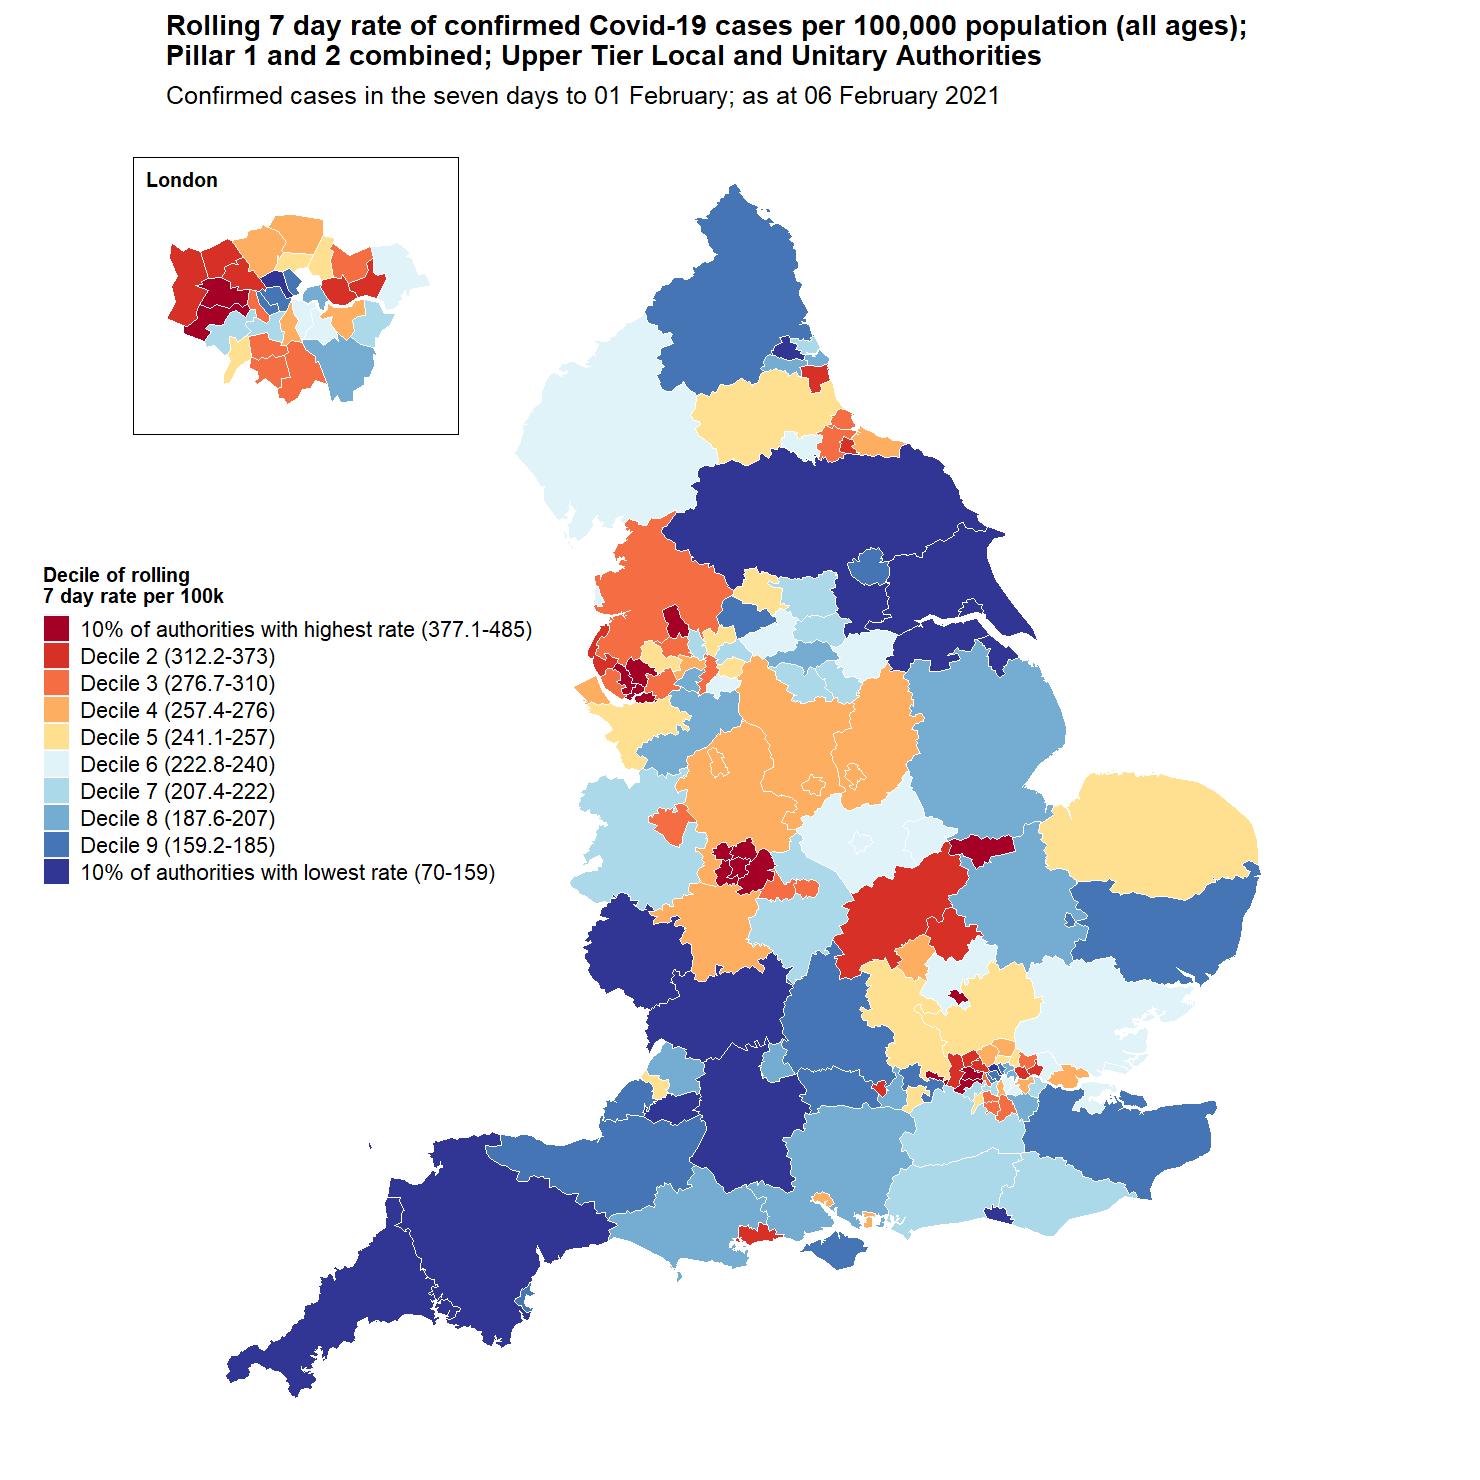 Rolling 7 day rate of confirmed Covid-19 cases per 100,000 population (all ages);
Pillar 1 and 2 combined; Upper Tier Local and Unitary Authorities
Confirmed cases in the seven days to 01 February; as at 06 February 2021
London
Decile of rolling
7 day rate per 100k
10% of authorities with highest rate (377.1-485)
Decile 2 (312.2-373)
Decile 3 (276.7-310)
Decile 4 (257.4-276)
Decile 5 (241.1-257)
Decile 6 (222.8-240)
Decile 7 (207.4-222)
Decile 8 (187.6-207)
Decile 9 (159.2-185)
10% of authorities with lowest rate (70-159)